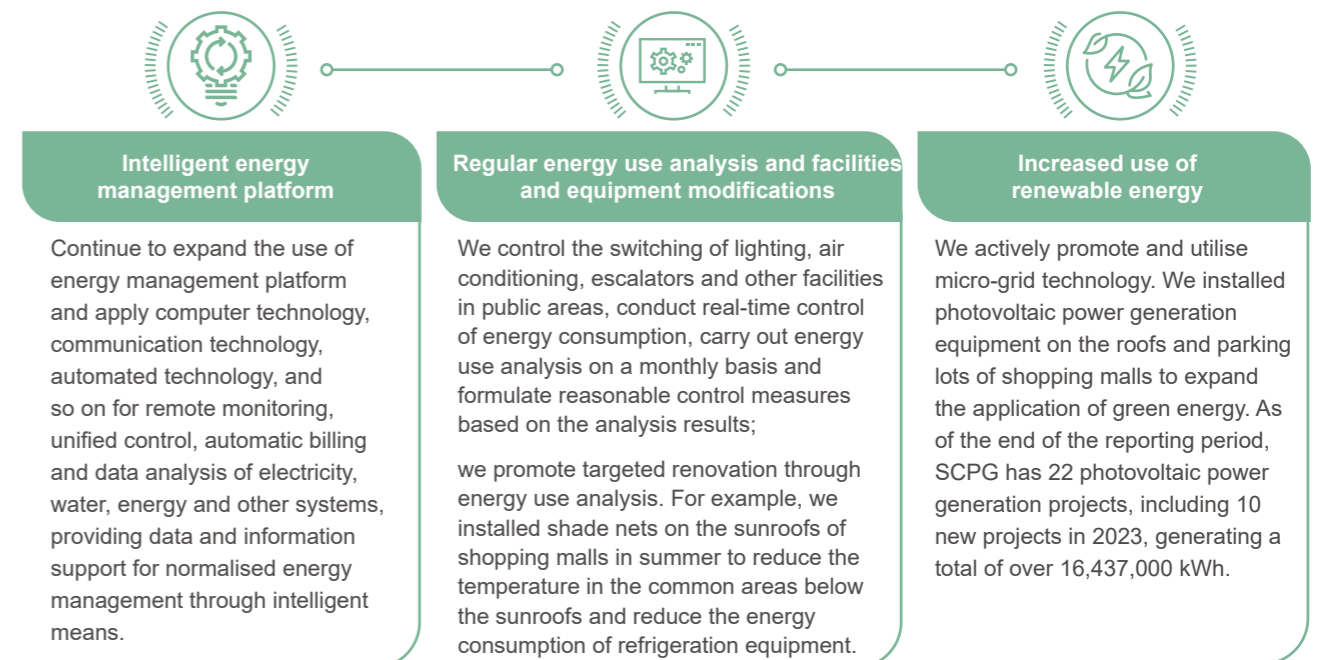 Intelligent energy
management platform
Continue to expand the use of
energy management platform
and apply computer technology,
communication technology,
automated technology, and
so on for remote monitoring,
unified control, automatic billing
and data analysis of electricity,
water, energy and other systems,
providing data and information
support for normalised energy
management through intelligent
means.
Regular energy use analysis and facilities
and equipment modifications
We control the switching of lighting, air
conditioning, escalators and other facilities
in public areas, conduct real-time control
of energy consumption, carry out energy
use analysis on a monthly basis and
formulate reasonable control measures
based on the analysis results;
we promote targeted renovation through
energy use analysis. For example, we
installed shade nets on the sunroofs of
shopping malls in summer to reduce the
temperature in the common areas below
the sunroofs and reduce the energy
consumption of refrigeration equipment.
Increased use of
renewable energy
We actively promote and utilise
micro-grid technology. We installed
photovoltaic power generation
equipment on the roofs and parking
lots of shopping malls to expand
the application of green energy. As
of the end of the reporting period,
SCPG has 22 photovoltaic power
generation projects, including 10
new projects in 2023, generating a
total of over 16,437,000 kWh.